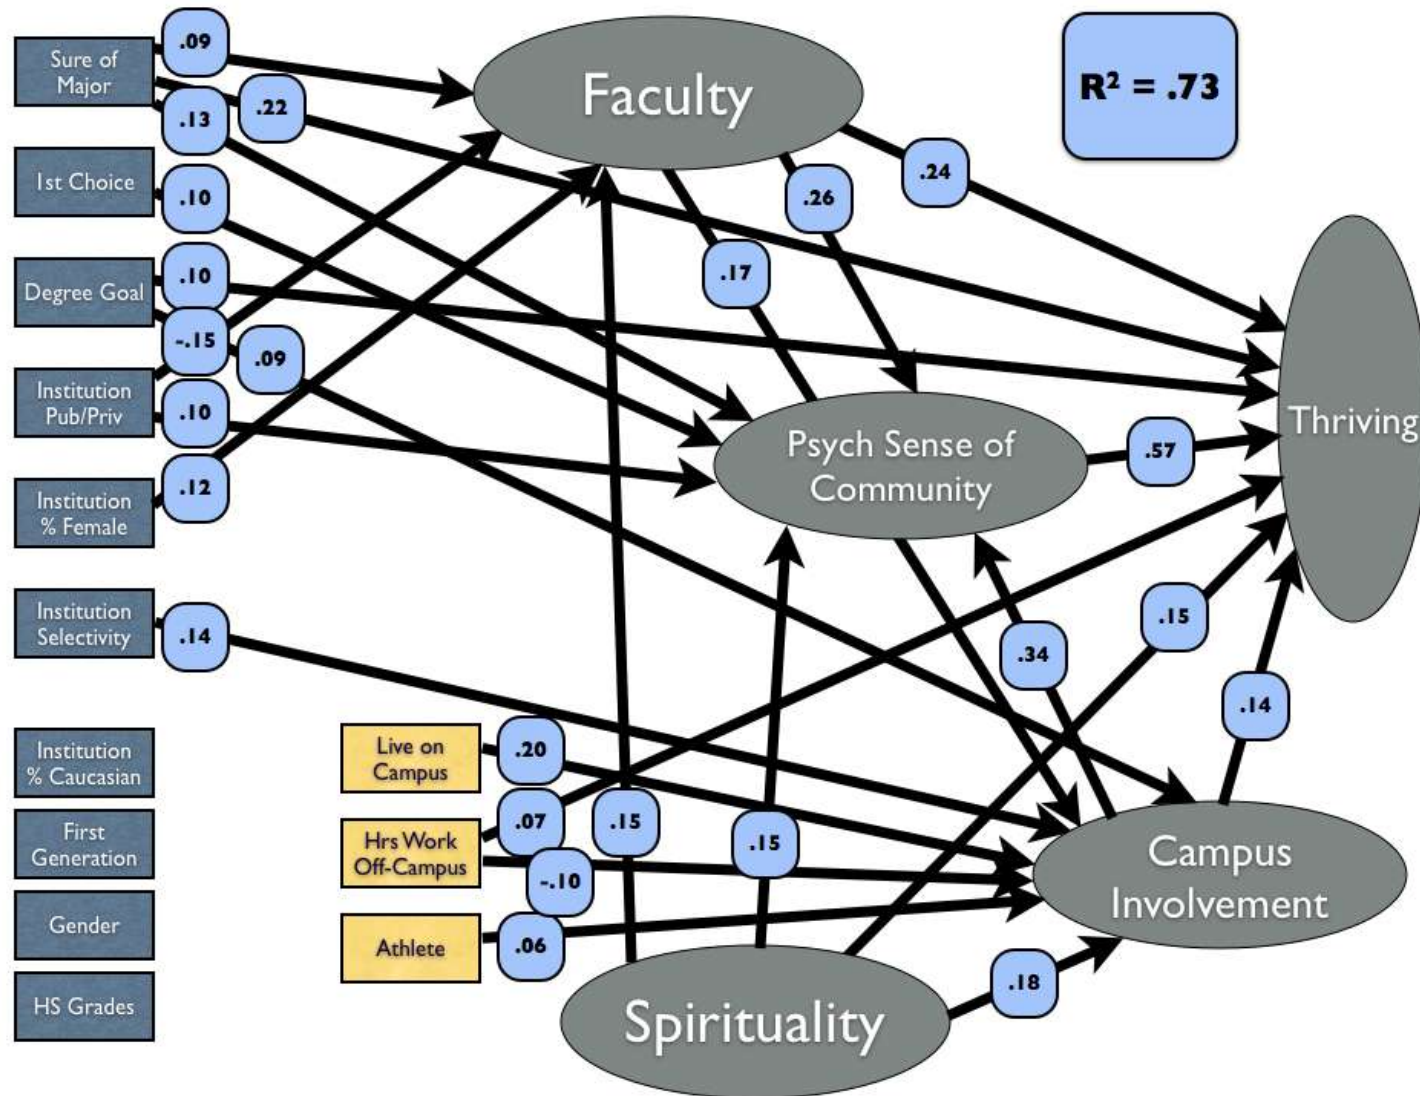 .09
Sure of
Major
.22
.13
Faculty
R² = .73
1st Choice
.10
.24
.26
.17
Degree Goal
.10
-.15
.09
Institution
Pub/Priv
.10
Thriving
Psych Sense of
Community
.57
Institution
% Female
.12
Institution
Selectivity
.14
.15
.34
.14
Institution
% Caucasian
Live on
Campus
.20
First
Generation
Hrs Work
Off-Campus
.07
-.10
.15
.15
Campus
Involvement
Gender
Athlete
.06
HS Grades
Spirituality
.18